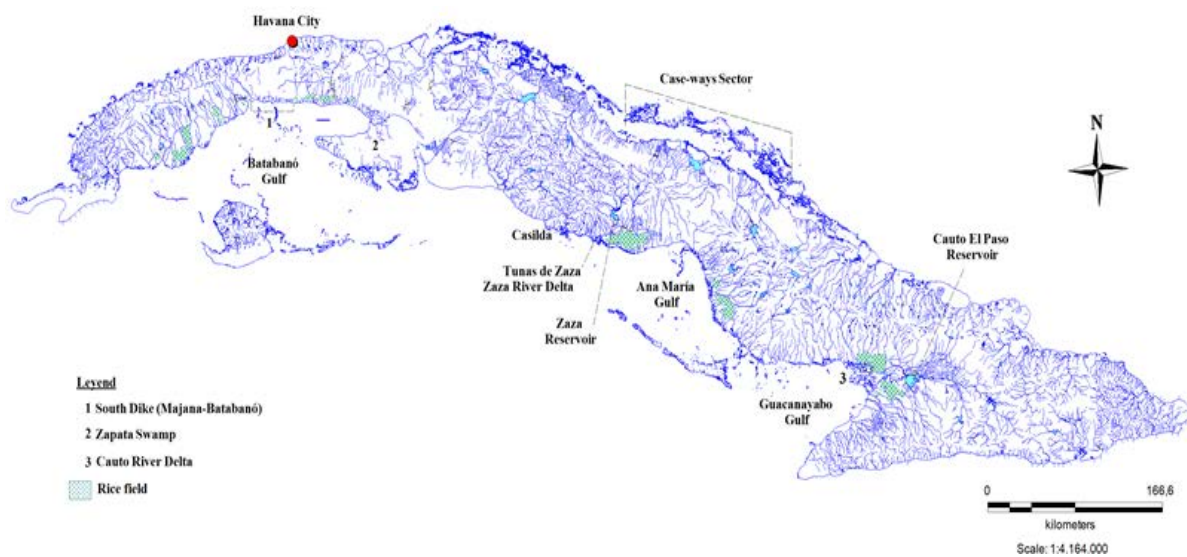 Havana City
Case-ways Sector
N
1
2
Batabanó
Gulf
Casilda
Tunas de Zaza
Zaza River Delta
Ana María
Gulf
Cauto El Paso
Reservoir
Zaza
Reservoir
3
Guacanayabo
Gulf
Leyend
1 South Dike (Majana-Batabanó)
2 Zapata Swamp
3 Cauto River Delta
Rice field
0 166,6
kilometers
Scale: 1:4.164.000